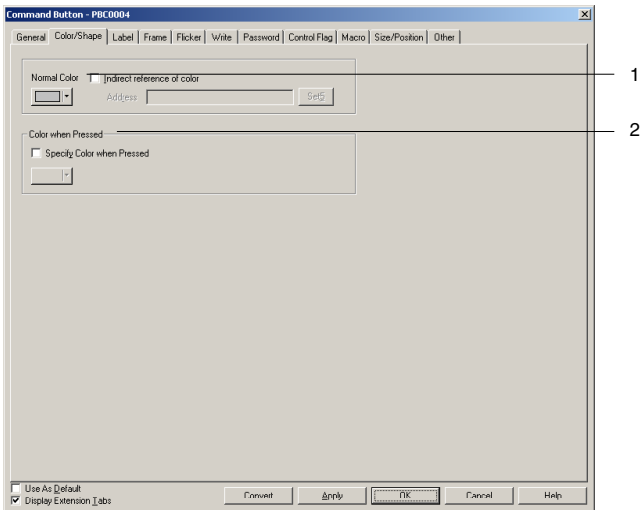 Command Button - PBC0004
General Color/Shape Label Frame Flicker Write Password Control Flag Macro Size/Position Other
Normal Color Indirect reference of color 1
Address Set5
Color when Pressed 2
Specify Color when Pressed
Use As Default
Display Extension Tabs
Convert Apply OK Cancel Help